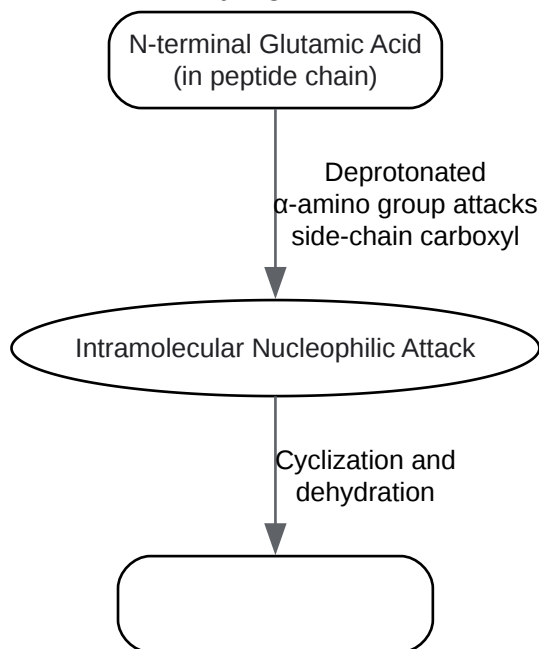 N-terminal Glutamic Acid
(in peptide chain)
Deprotonated
α-amino group attacks
side-chain carboxyl
Intramolecular Nucleophilic Attack
Cyclization and
dehydration